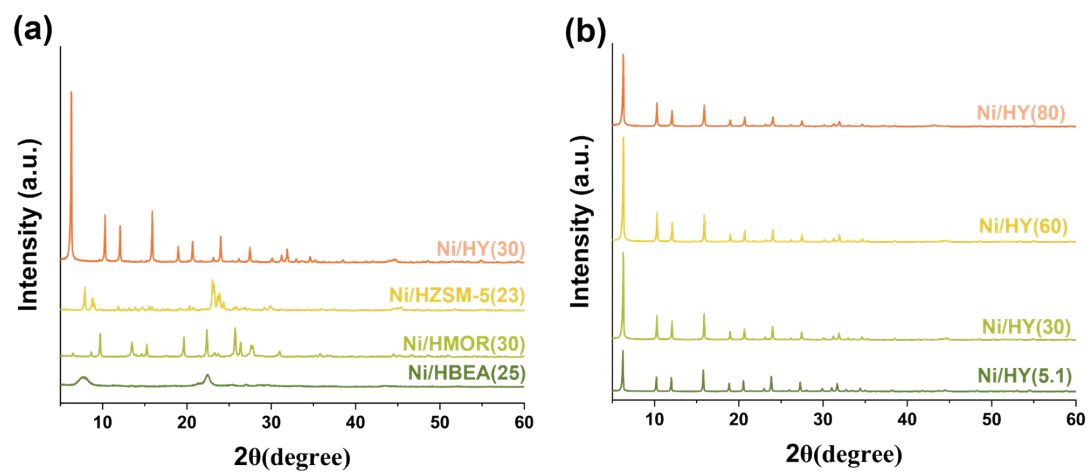 (a)
Intensity (a.u.)
Ni/HY(30)
Ni/HZSM-5(23)
Ni/HMOR(30)
Ni/HBEA(25)
10 20 30 40 50 60
2θ(degree)
(b)
Intensity (a.u.)
Ni/HY(80)
Ni/HY(60)
Ni/HY(30)
Ni/HY(5.1)
10 20 30 40 50 60
2θ(degree)